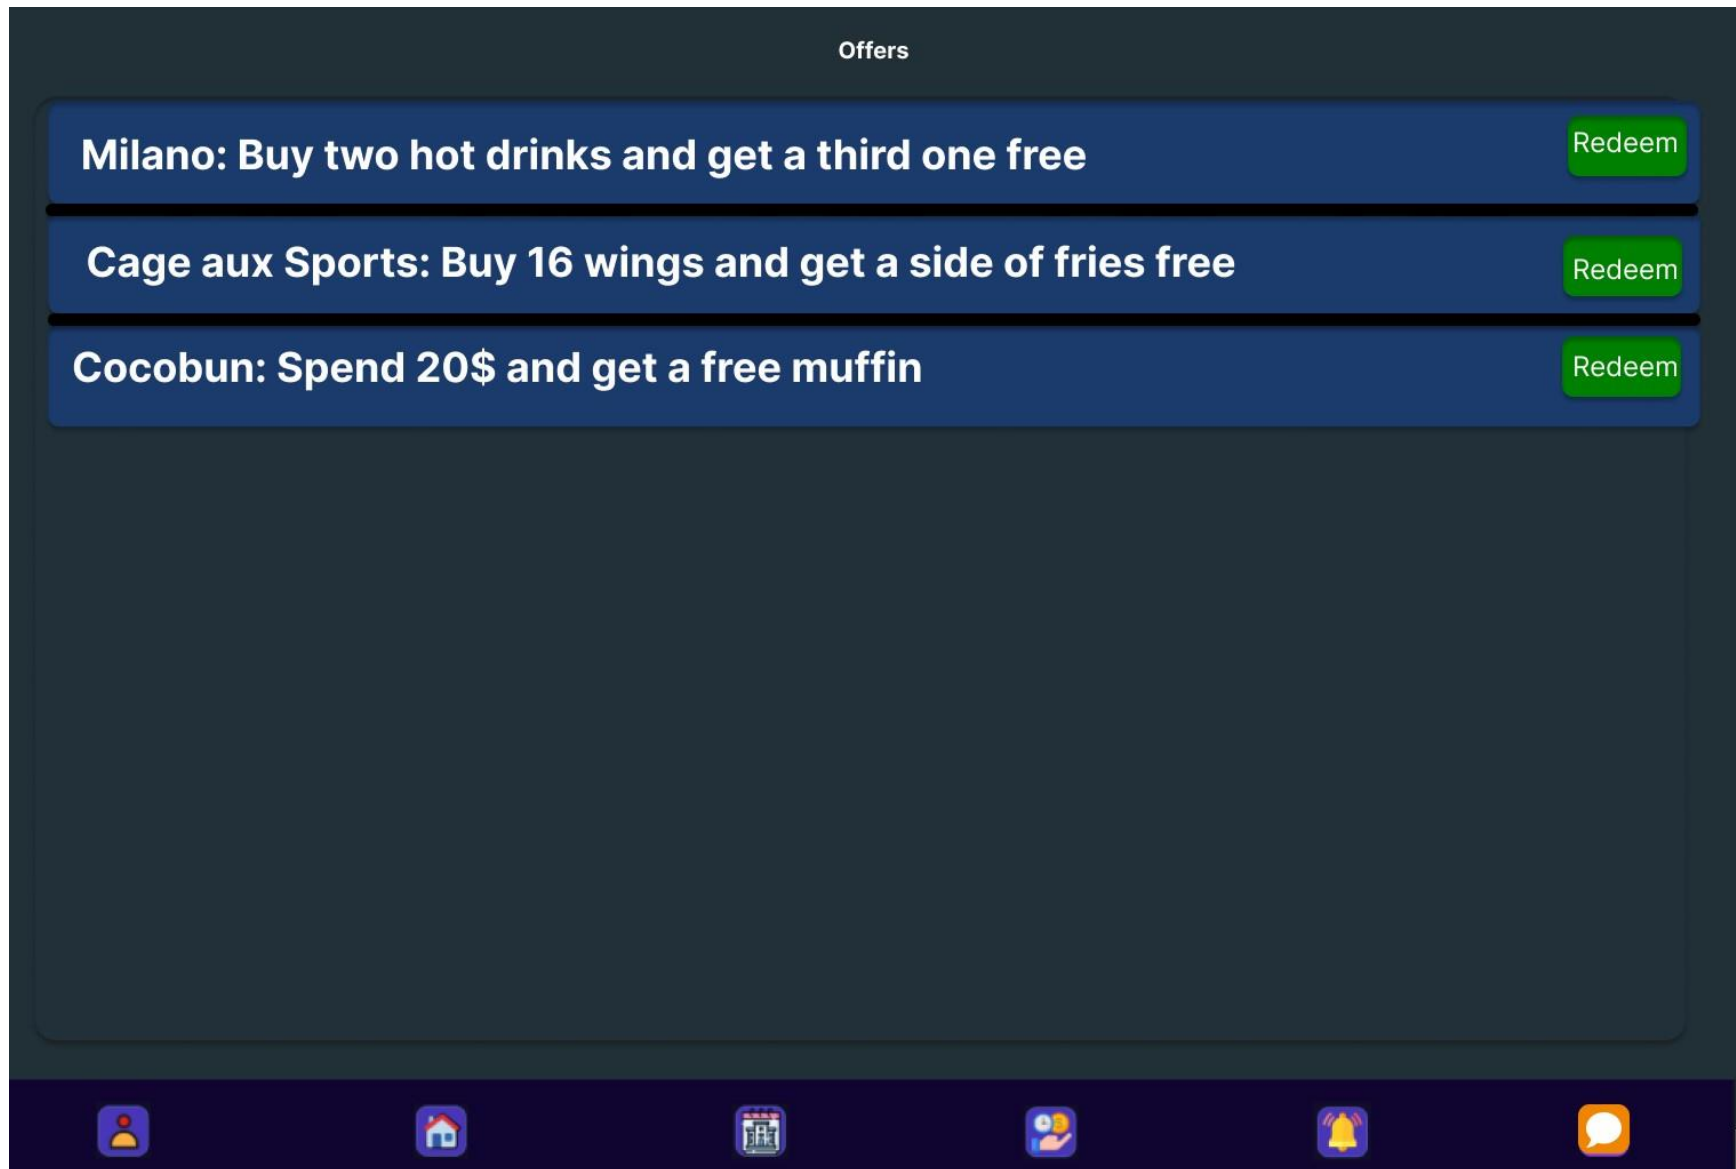 Offers
Milano: Buy two hot drinks and get a third one free
Redeem
Cage aux Sports: Buy 16 wings and get a side of fries free
Redeem
Cocobun: Spend 20$ and get a free muffin
Redeem